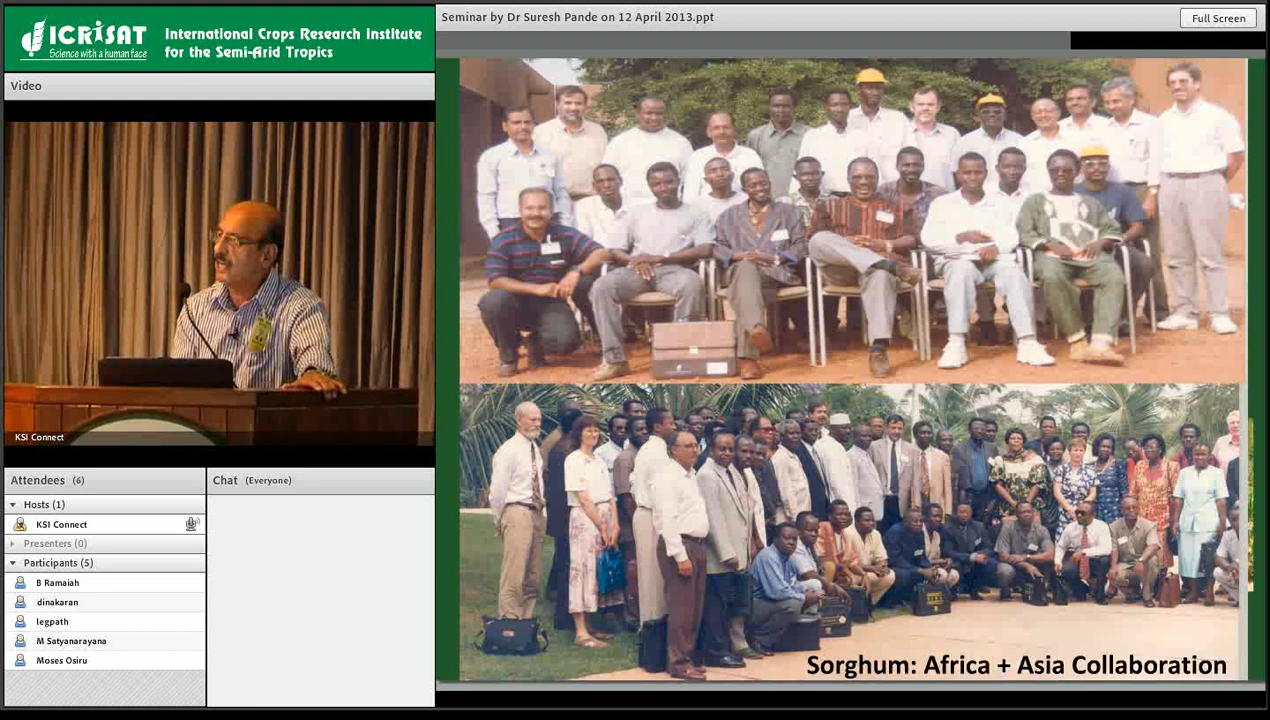 ICRISAT
Science with a human face
International Crops Research Institute
for the Semi-Arid Tropics
Video
KSI Connect
Attendees (6)
Hosts (1)
KSI Connect
Presenters (0)
Participants (5)
B Ramaiah
dinakaran
legpath
M Satyanarayana
Moses Osiru
Chat (Everyone)
Seminar by Dr Suresh Pande on 12 April 2013.ppt
Full Screen
Sorghum: Africa + Asia Collaboration